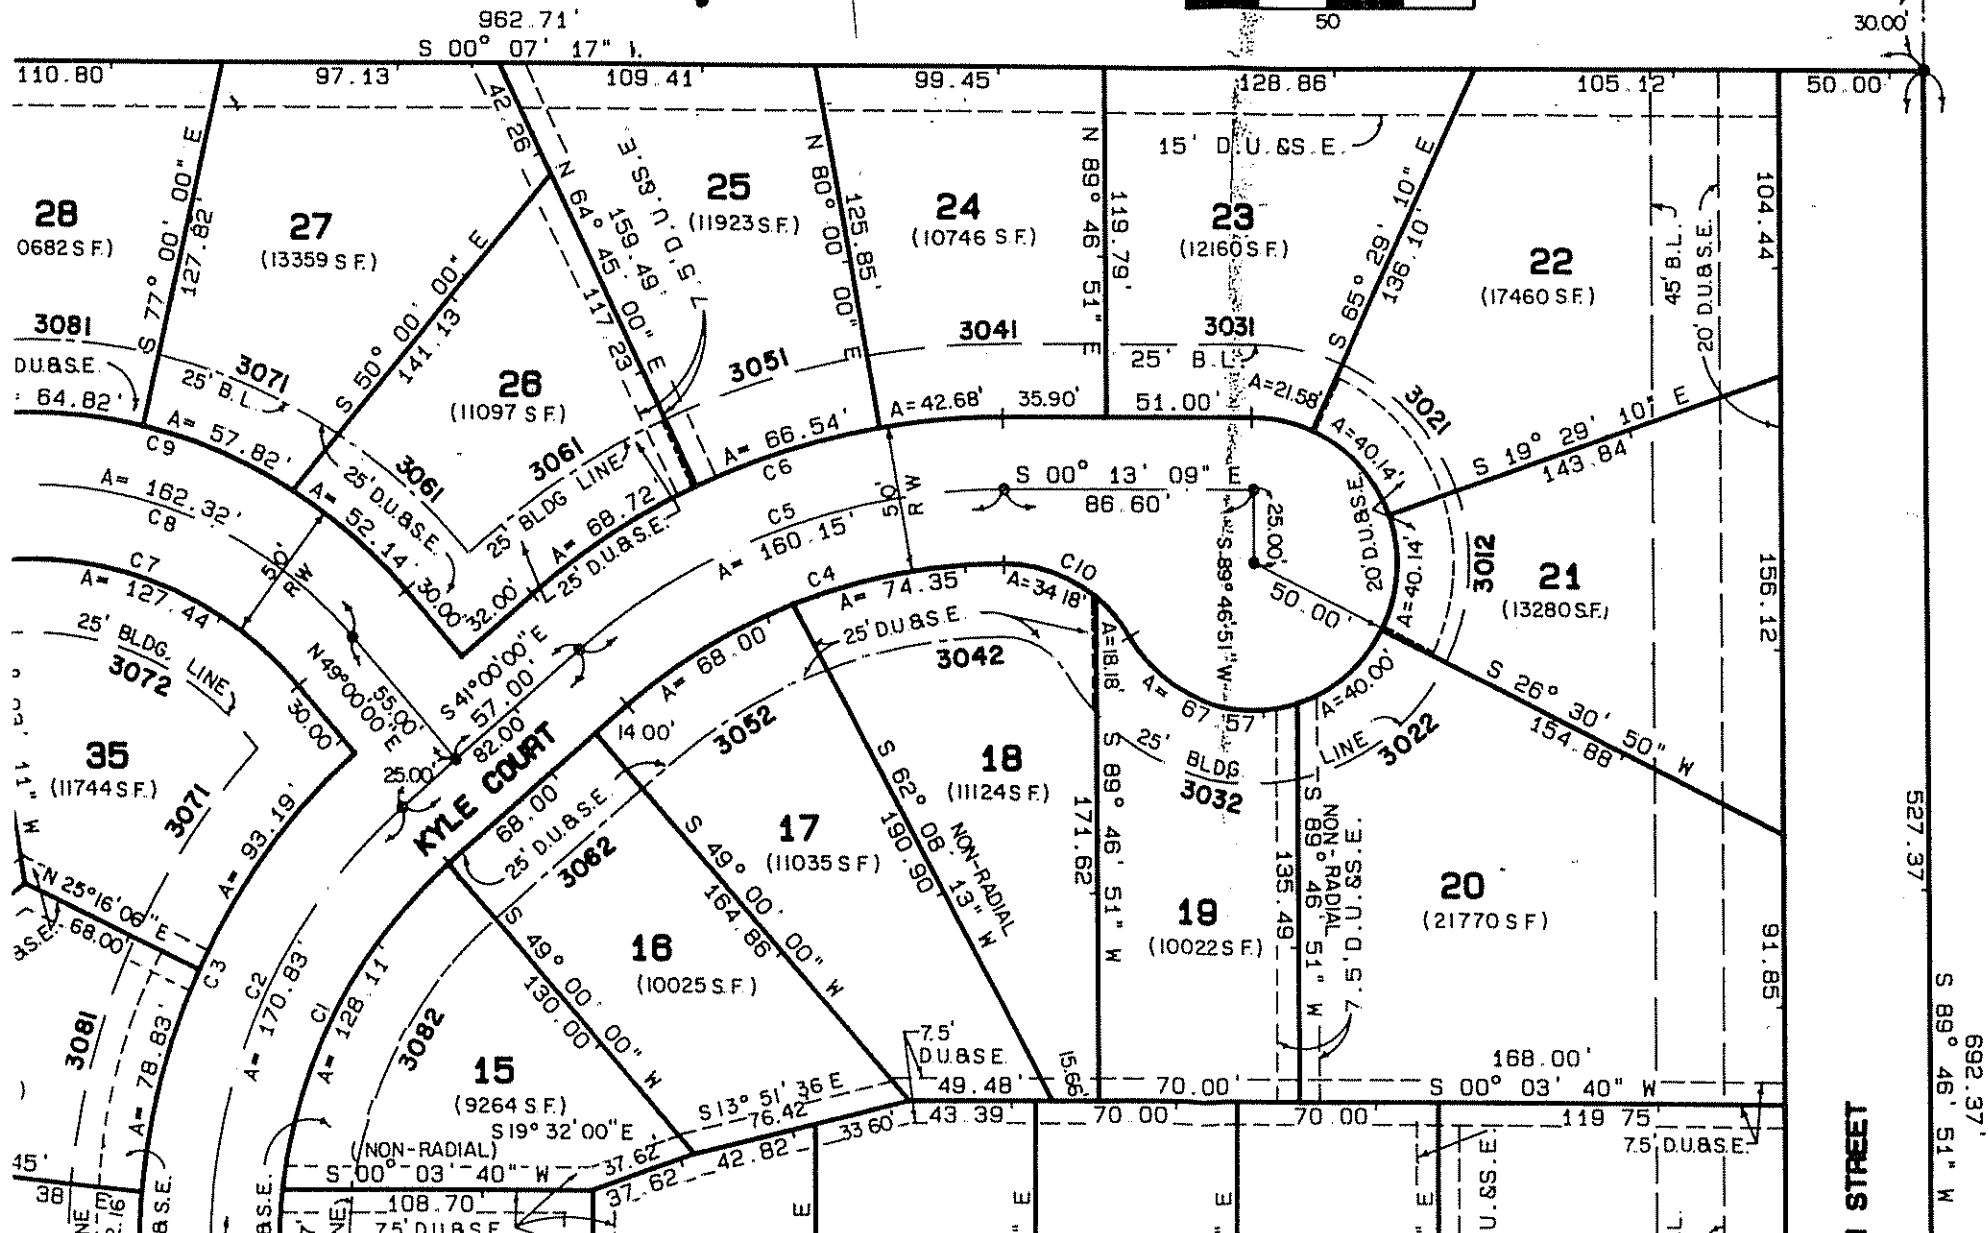 962.71'
S 00° 07' 17"
50
30.00'
110.80'
97.13'
109.41'
99.45'
128.86'
105.12'
50.00'
15' D.U.&S.E.
28
0682 S.F.)
S 77° 00' 00" E
127.82'
27
(13359 S.F.)
S 50° 00' 00" E
141.13'
42.26'
N 64° 45' 00" E
159.49'
117.23'
7.5' D.U.&S.E.
25
(11923 S.F.)
N 80° 00' 00" E
125.85'
24
(10746 S.F.)
N 89° 46' 51" E
119.79'
23
(12160 S.F.)
S 65° 29' 10" E
136.10'
22
(17460 S.F.)
45' B.L.
20' D.U.&S.E.
104.44'
3081
D.U.&S.E.
64.82'
3071
25' B.L.
26
(11097 S.F.)
3051
3041
3031
25' B.L.
3021
A=42.68'
35.90'
51.00'
A=21.58'
A=40.14'
S 19° 29' 10" E
143.84'
C9
A= 57.82'
3061
25' D.U.&S.E.
3061
25' BLDG LINE
A= 66.54'
C6
A= 162.32'
C8
A= 52.14'
30.00'
32.00'
A= 68.72'
25' D.U.&S.E.
C5
A= 160.15'
50'
R/W
S 00° 13' 09" E
86.60'
25.00'
20' D.U.&S.E.
3012
A=40.14'
21
(13280 S.F.)
156.12'
C7
A= 127.44'
50'
R/W
C4
A= 74.35'
C10
A=34.18'
S 89° 46' 51" W
50.00'
25' BLDG. LINE
3072
30.00'
N 49° 00' 00" E
55.00'
S 41° 00' 00" E
57.00'
82.00'
25.00'
KYLE COURT
14.00'
A= 68.00'
25' D.U.&S.E.
3042
A=18.18'
A= 67.57'
A=40.00'
S 26° 30' 50" W
154.88'
3052
25' BLDG. LINE
3032
3022
35
(11744 S.F.)
11" W
3071
A= 93.19'
68.00'
25' D.U.&S.E.
3062
17
(11035 S.F)
S 49° 00' 00" W
164.86'
S 62° 08' 13" W
190.90'
NON-RADIAL
18
(11124 S.F.)
171.62'
S 89° 46' 51" W
19
(10022 S.F.)
135.49'
S 89° 46' 51" W
NON-RADIAL
7.5' D.U.&S.E.
20
(21770 S.F)
91.85'
527.37'
N 25° 16' 06" E
68.00'
&S.E.
C3
C2
A= 170.83'
C1
A= 128.11'
3082
S 49° 00' 00" W
130.00'
16
(10025 S.F.)
3081
A= 78.83'
15
(9264 S.F.)
S 19° 32' 00" E
(NON-RADIAL)
S 00° 03' 40" W
37.62'
S 13° 51' 36 E
76.42'
7.5'
D.U.&S.E.
49.48'
15.66'
70.00'
168.00'
S 00° 03' 40" W
43.39'
70.00'
70.00'
119.75'
7.5' D.U.&S.E.
37.62'
42.82'
33.60'
108.70'
7.5' D.U.&S.E.
45'
38
E
&S.E.
&S.E.
E
E
E
E
U.&S.E.
STREET
S 89° 46' 51" W
692.37'